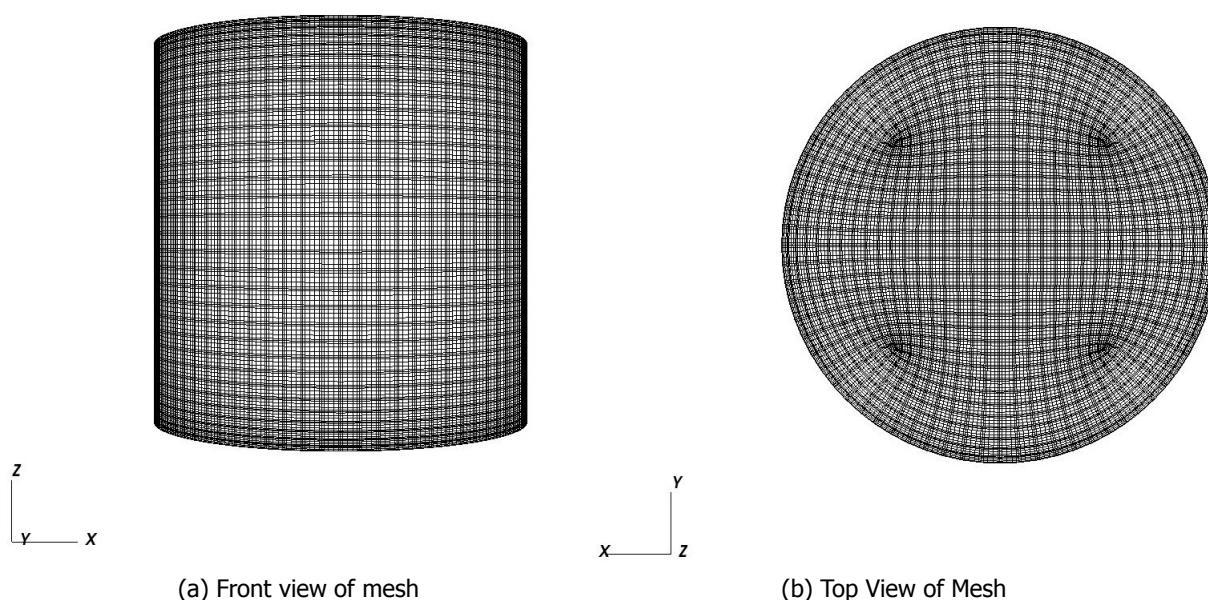 Z
Y X
Y
X Z
(a) Front view of mesh
(b) Top View of Mesh